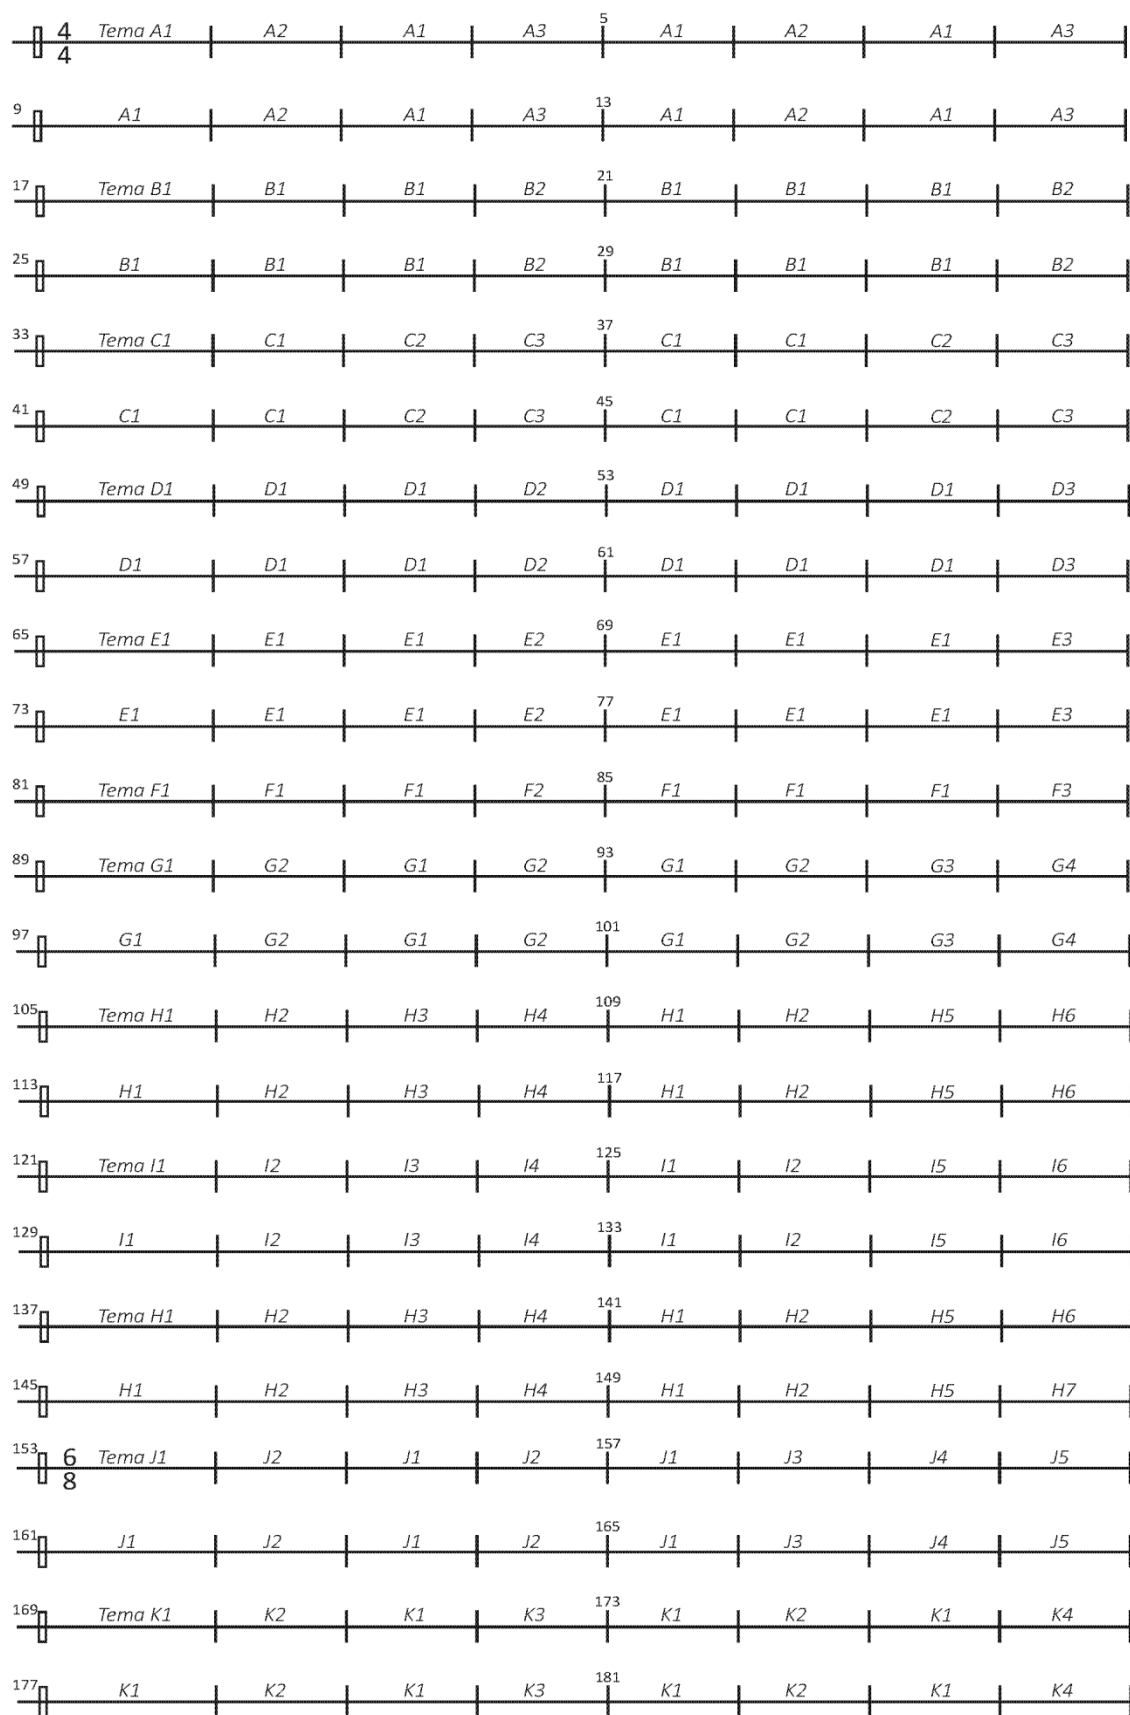 4/4 Tema A1 A2 A1 A3 5 A1 A2 A1 A3
9 A1 A2 A1 A3 13 A1 A2 A1 A3
17 Tema B1 B1 B1 B2 21 B1 B1 B1 B2
25 B1 B1 B1 B2 29 B1 B1 B1 B2
33 Tema C1 C1 C2 C3 37 C1 C1 C2 C3
41 C1 C1 C2 C3 45 C1 C1 C2 C3
49 Tema D1 D1 D1 D2 53 D1 D1 D1 D3
57 D1 D1 D1 D2 61 D1 D1 D1 D3
65 Tema E1 E1 E1 E2 69 E1 E1 E1 E3
73 E1 E1 E1 E2 77 E1 E1 E1 E3
81 Tema F1 F1 F1 F2 85 F1 F1 F1 F3
89 Tema G1 G2 G1 G2 93 G1 G2 G3 G4
97 G1 G2 G1 G2 101 G1 G2 G3 G4
105 Tema H1 H2 H3 H4 109 H1 H2 H5 H6
113 H1 H2 H3 H4 117 H1 H2 H5 H6
121 Tema I1 I2 I3 I4 125 I1 I2 I5 I6
129 I1 I2 I3 I4 133 I1 I2 I5 I6
137 Tema H1 H2 H3 H4 141 H1 H2 H5 H6
145 H1 H2 H3 H4 149 H1 H2 H5 H7
153 6/8 Tema J1 J2 J1 J2 157 J1 J3 J4 J5
161 J1 J2 J1 J2 165 J1 J3 J4 J5
169 Tema K1 K2 K1 K3 173 K1 K2 K1 K4
177 K1 K2 K1 K3 181 K1 K2 K1 K4